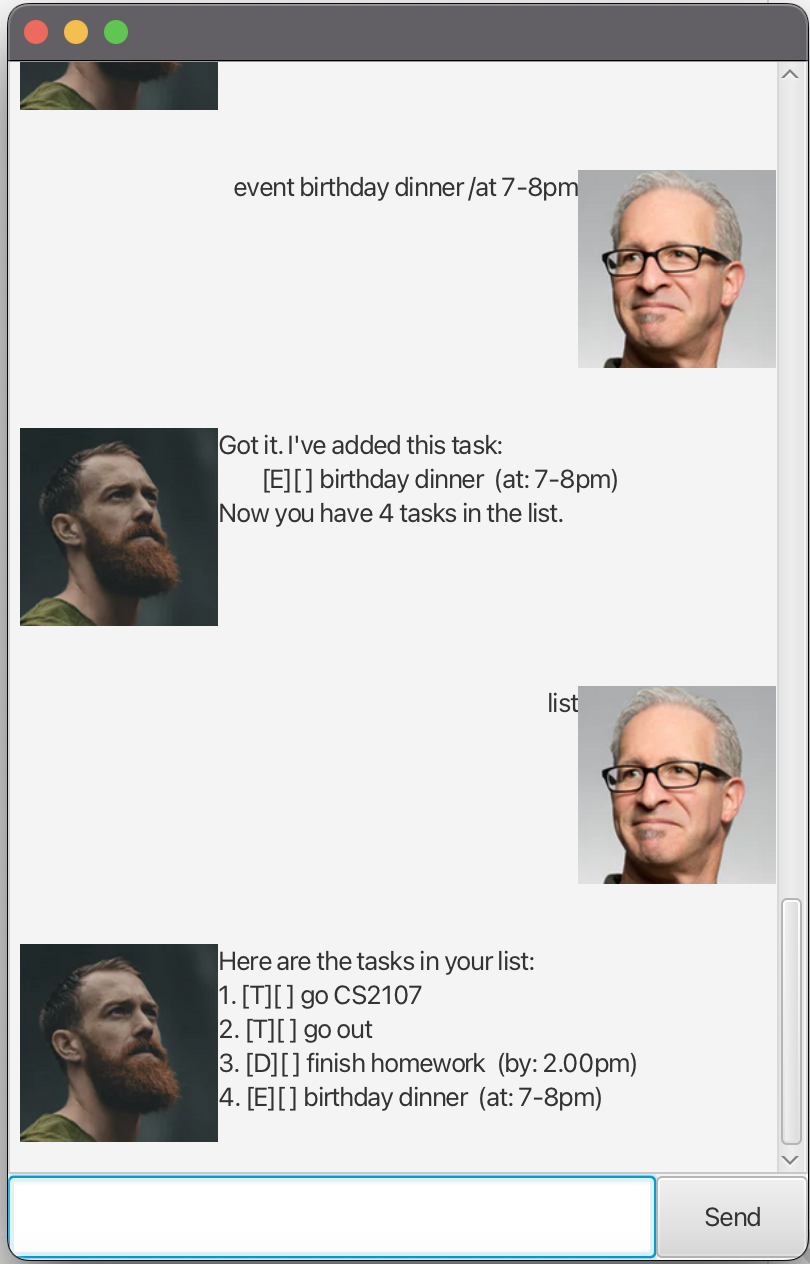 event birthday dinner /at 7-8pm
Got it. I've added this task:
[E][ ] birthday dinner  (at: 7-8pm)
Now you have 4 tasks in the list.
list
Here are the tasks in your list:
1. [T][ ] go CS2107
2. [T][ ] go out
3. [D][ ] finish homework  (by: 2.00pm)
4. [E][ ] birthday dinner  (at: 7-8pm)
Send